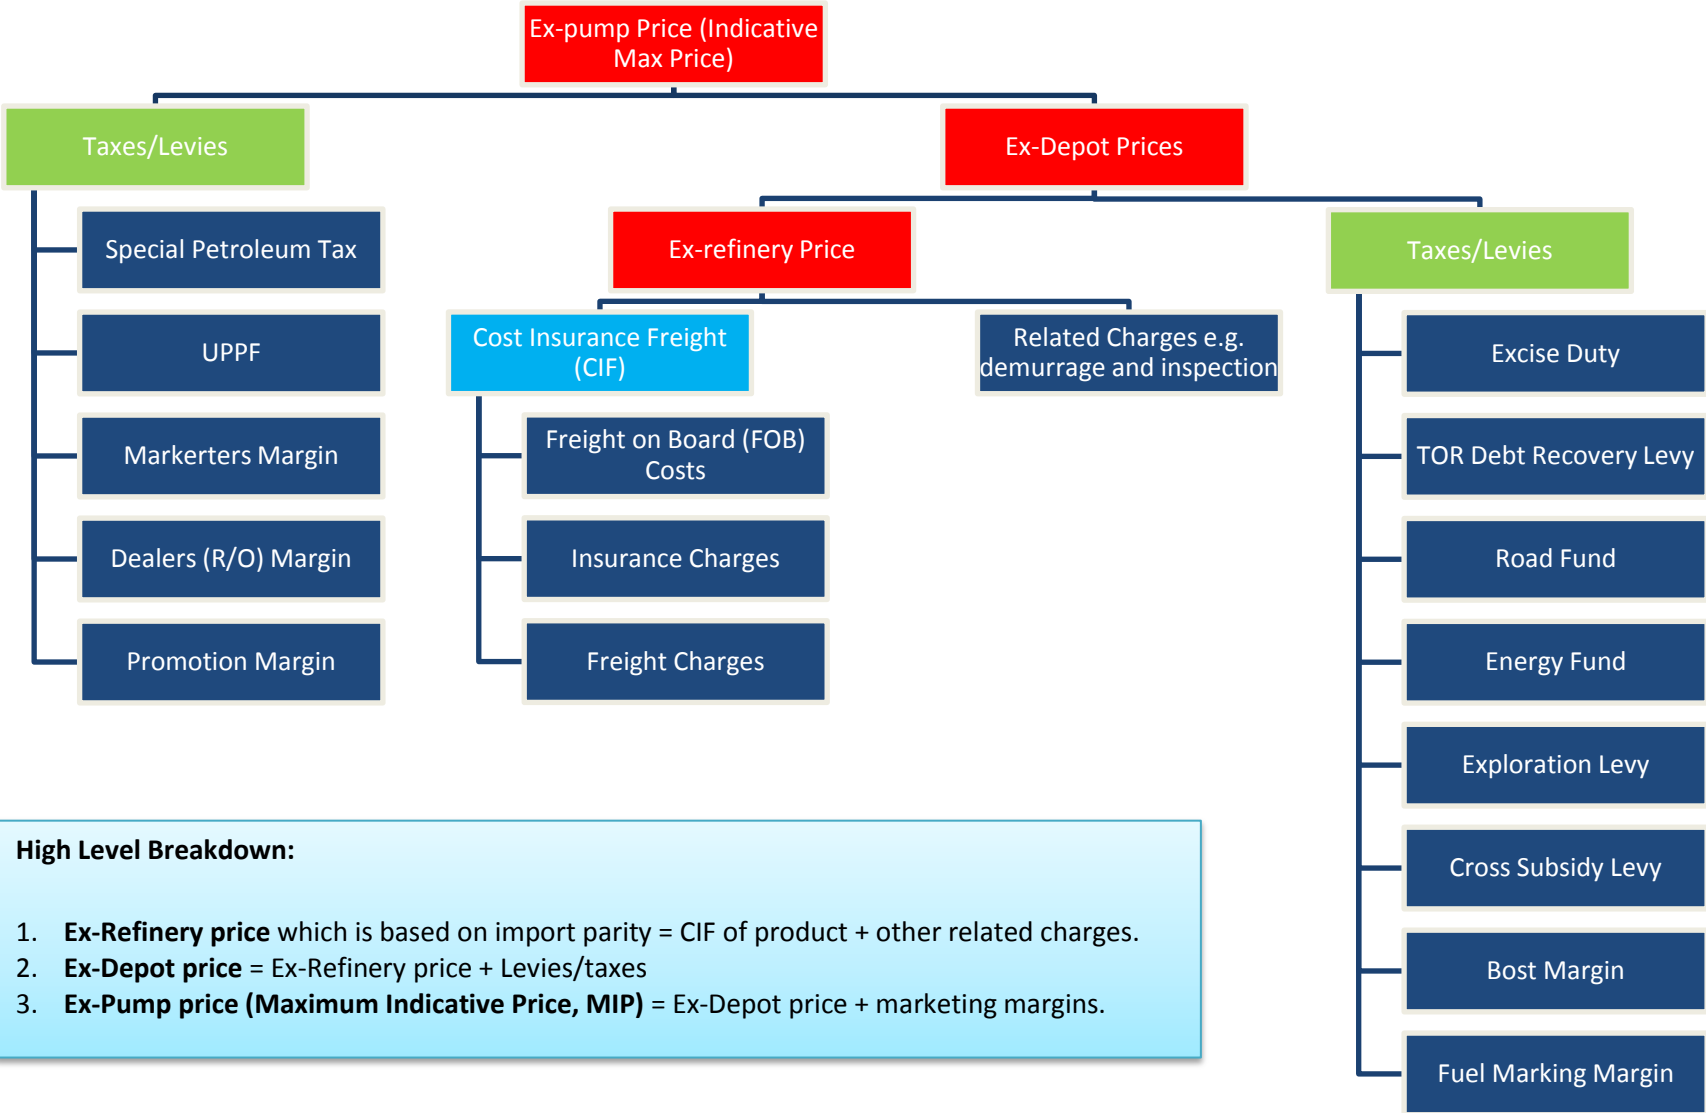 Ex-pump Price (Indicative
Max Price)
Taxes/Levies
Ex-Depot Prices
Special Petroleum Tax
UPPF
Markerters Margin
Dealers (R/O) Margin
Promotion Margin
Ex-refinery Price
Cost Insurance Freight
(CIF)
Freight on Board (FOB)
Costs
Insurance Charges
Freight Charges
Related Charges e.g.
demurrage and inspection
Taxes/Levies
Excise Duty
TOR Debt Recovery Levy
Road Fund
Energy Fund
Exploration Levy
Cross Subsidy Levy
Bost Margin
Fuel Marking Margin
High Level Breakdown:
1. Ex-Refinery price which is based on import parity = CIF of product + other related charges.
2. Ex-Depot price = Ex-Refinery price + Levies/taxes
3. Ex-Pump price (Maximum Indicative Price, MIP) = Ex-Depot price + marketing margins.